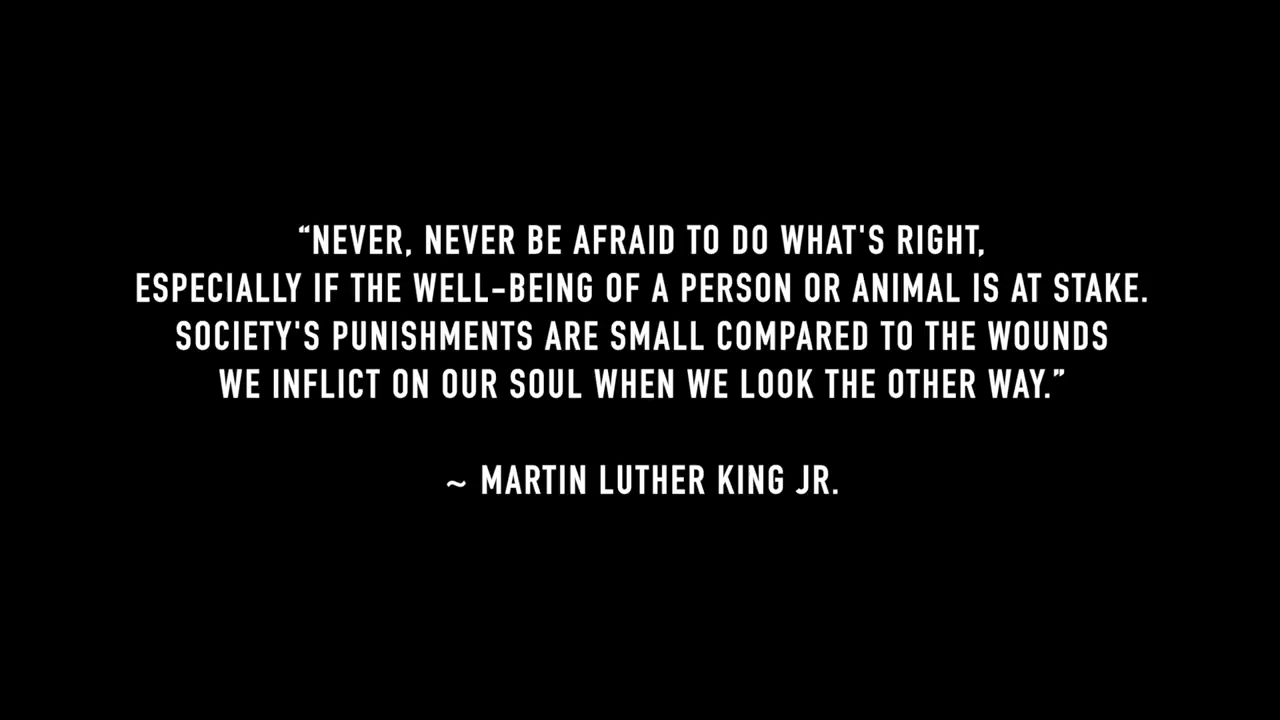 “NEVER, NEVER BE AFRAID TO DO WHAT'S RIGHT,
ESPECIALLY IF THE WELL-BEING OF A PERSON OR ANIMAL IS AT STAKE.
SOCIETY'S PUNISHMENTS ARE SMALL COMPARED TO THE WOUNDS
WE INFLICT ON OUR SOUL WHEN WE LOOK THE OTHER WAY.”
~ MARTIN LUTHER KING JR.